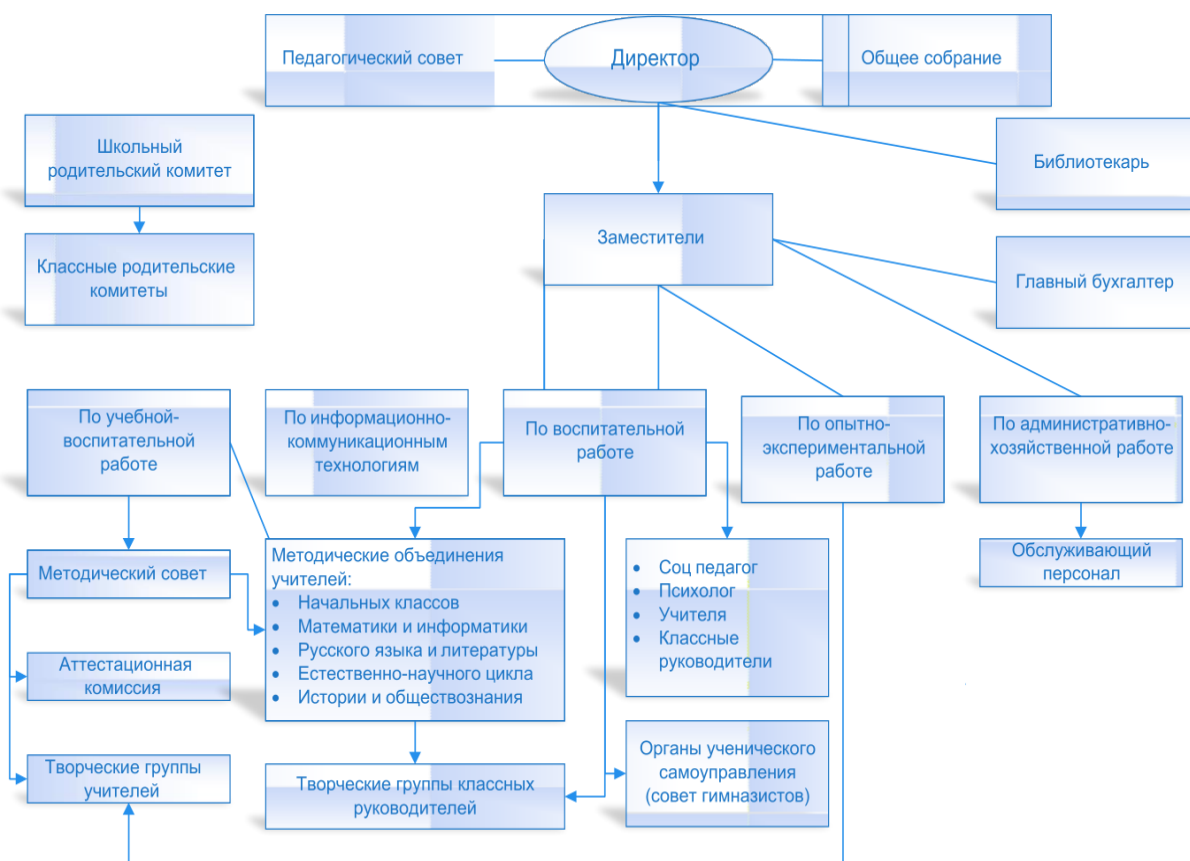 Педагогический совет
Директор
Общее собрание
Школьный
родительский комитет
Библиотекарь
Заместители
Классные родительские
комитеты
Главный бухгалтер
По учебной-
воспитательной
работе
По информационно-
коммуникационным
технологиям
По воспитательной
работе
По опытно-
экспериментальной
работе
По административно-
хозяйственной работе
Методический совет
Методические объединения
учителей:
• Начальных классов
• Математики и информатики
• Русского языка и литературы
• Естественно-научного цикла
• Истории и обществознания
• Соц педагог
• Психолог
• Учителя
• Классные
руководители
Обслуживающий
персонал
Аттестационная
комиссия
Творческие группы
учителей
Творческие группы классных
руководителей
Органы ученического
самоуправления
(совет гимназистов)